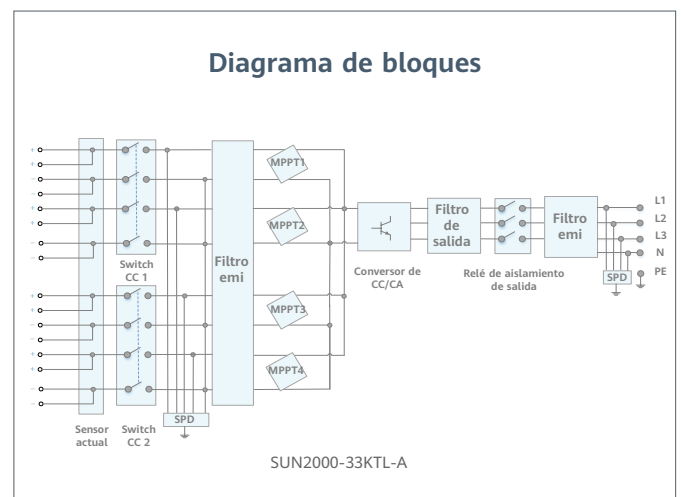 Diagrama de bloques
+
+
−
−
+
+
−
−
+
+
−
−
+
+
−
−
Sensor
actual
Switch
CC 1
Switch
CC 2
SPD
Filtro
emi
MPPT1
MPPT2
MPPT3
MPPT4
Conversor de
CC/CA
Filtro
de
salida
Relé de aislamiento
de salida
Filtro
emi
SPD
L1
L2
L3
N
PE
SUN2000-33KTL-A